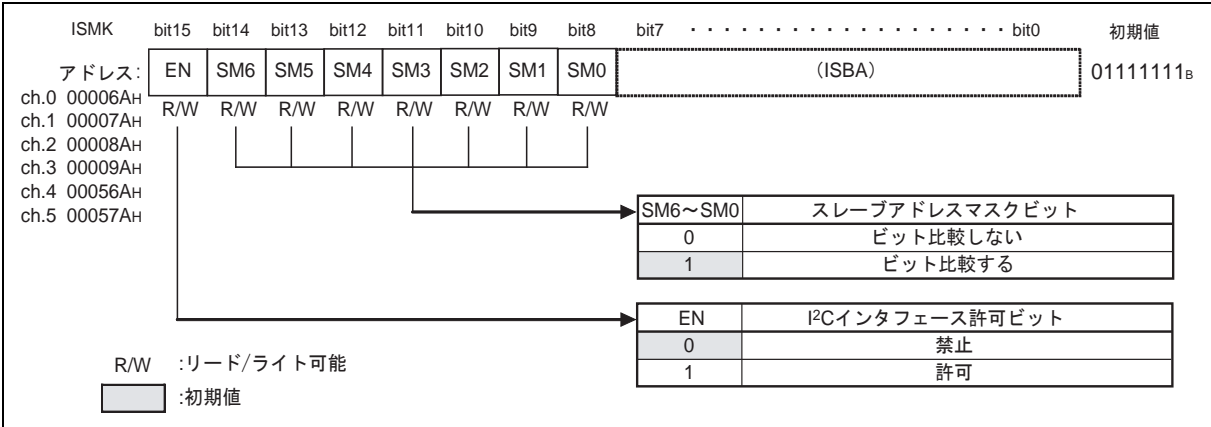 ISMK bit15 bit14 bit13 bit12 bit11 bit10 bit9 bit8 bit7 ・・・・・・・・・・・・・・・・・・・ bit0 初期値
アドレス: EN SM6 SM5 SM4 SM3 SM2 SM1 SM0 (ISBA) 01111111B
R/W R/W R/W R/W R/W R/W R/W R/W
ch.0 00006AH
ch.1 00007AH
ch.2 00008AH
ch.3 00009AH
ch.4 00056AH
ch.5 00057AH
SM6〜SM0 スレーブアドレスマスクビット
0 ビット比較しない
1 ビット比較する
EN I²Cインタフェース許可ビット
0 禁止
1 許可
R/W :リード/ライト可能
:初期値